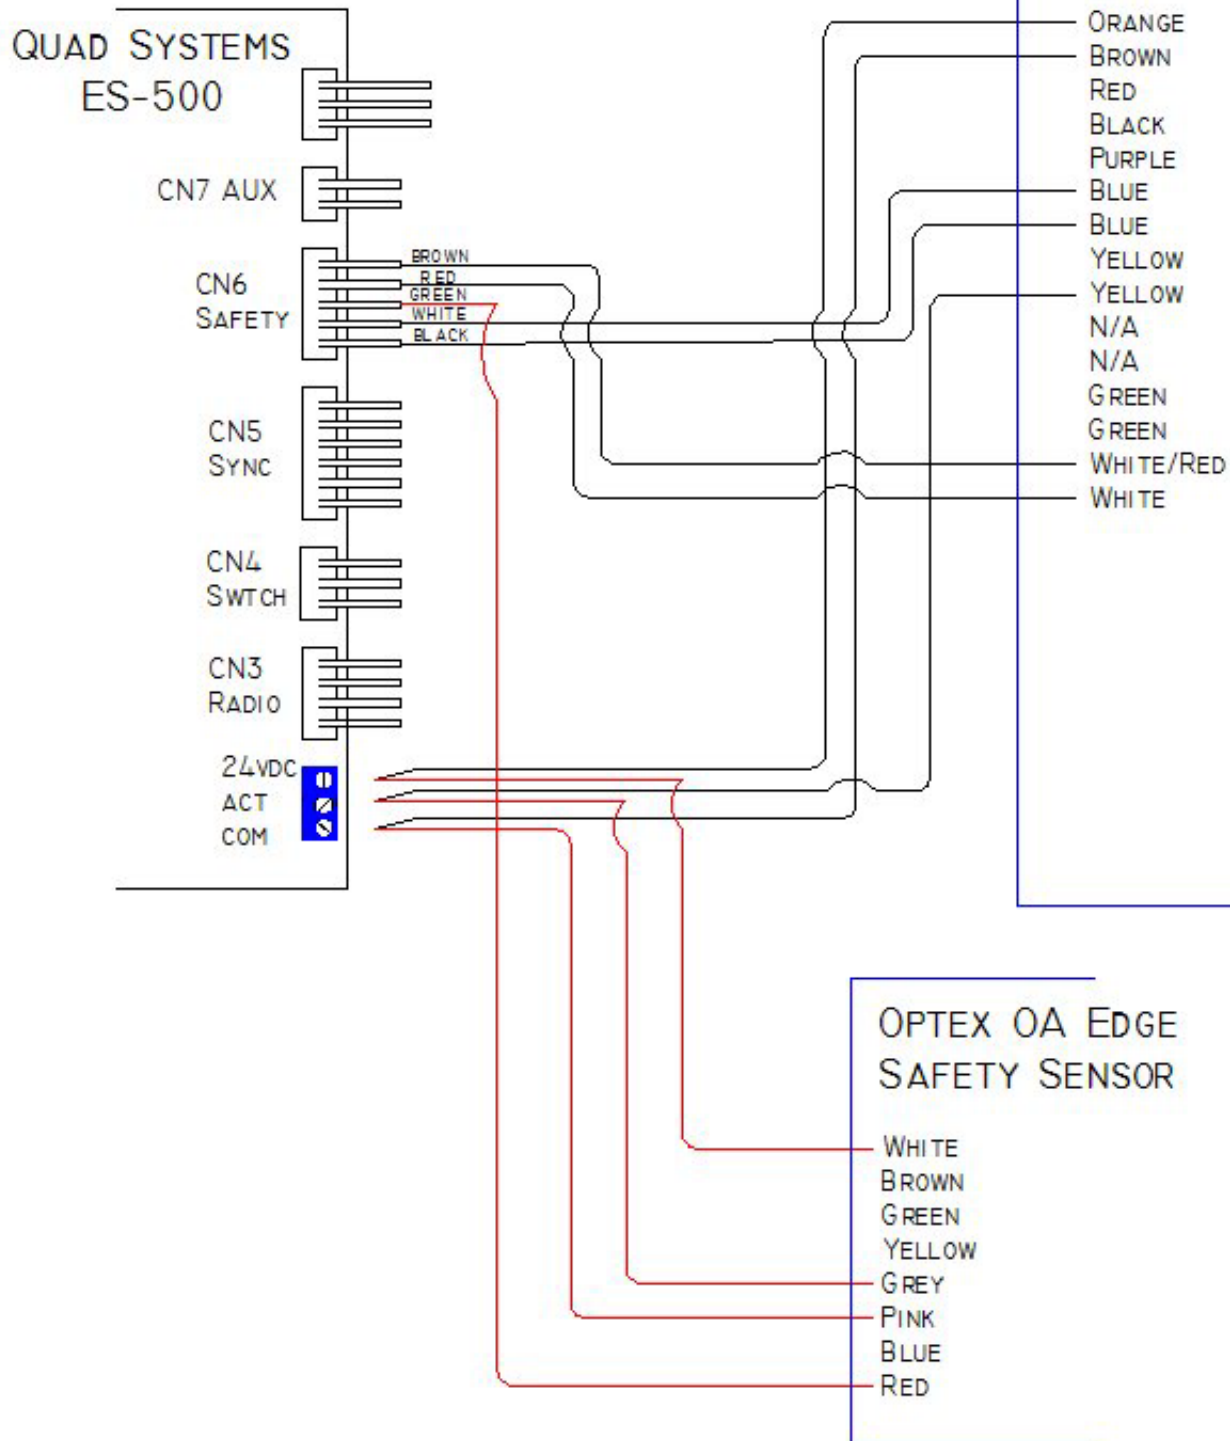 QUAD SYSTEMS
ES-500
CN7 AUX
CN6
SAFETY
BROWN
RED
GREEN
WHITE
BLACK
CN5
SYNC
CN4
SWTCH
CN3
RADIO
24VDC
ACT
COM
ORANGE
BROWN
RED
BLACK
PURPLE
BLUE
BLUE
YELLOW
YELLOW
N/A
N/A
GREEN
GREEN
WHITE/RED
WHITE
OPTEX OA EDGE
SAFETY SENSOR
WHITE
BROWN
GREEN
YELLOW
GREY
PINK
BLUE
RED